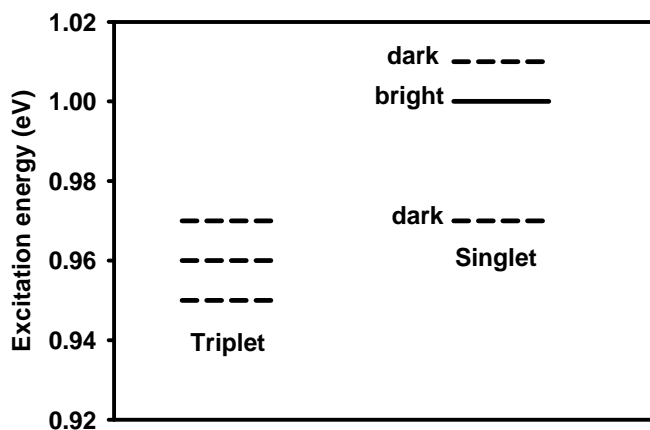 Excitation energy (eV)
1.02
1.00
0.98
0.96
0.94
0.92
dark
bright
dark
Singlet
Triplet